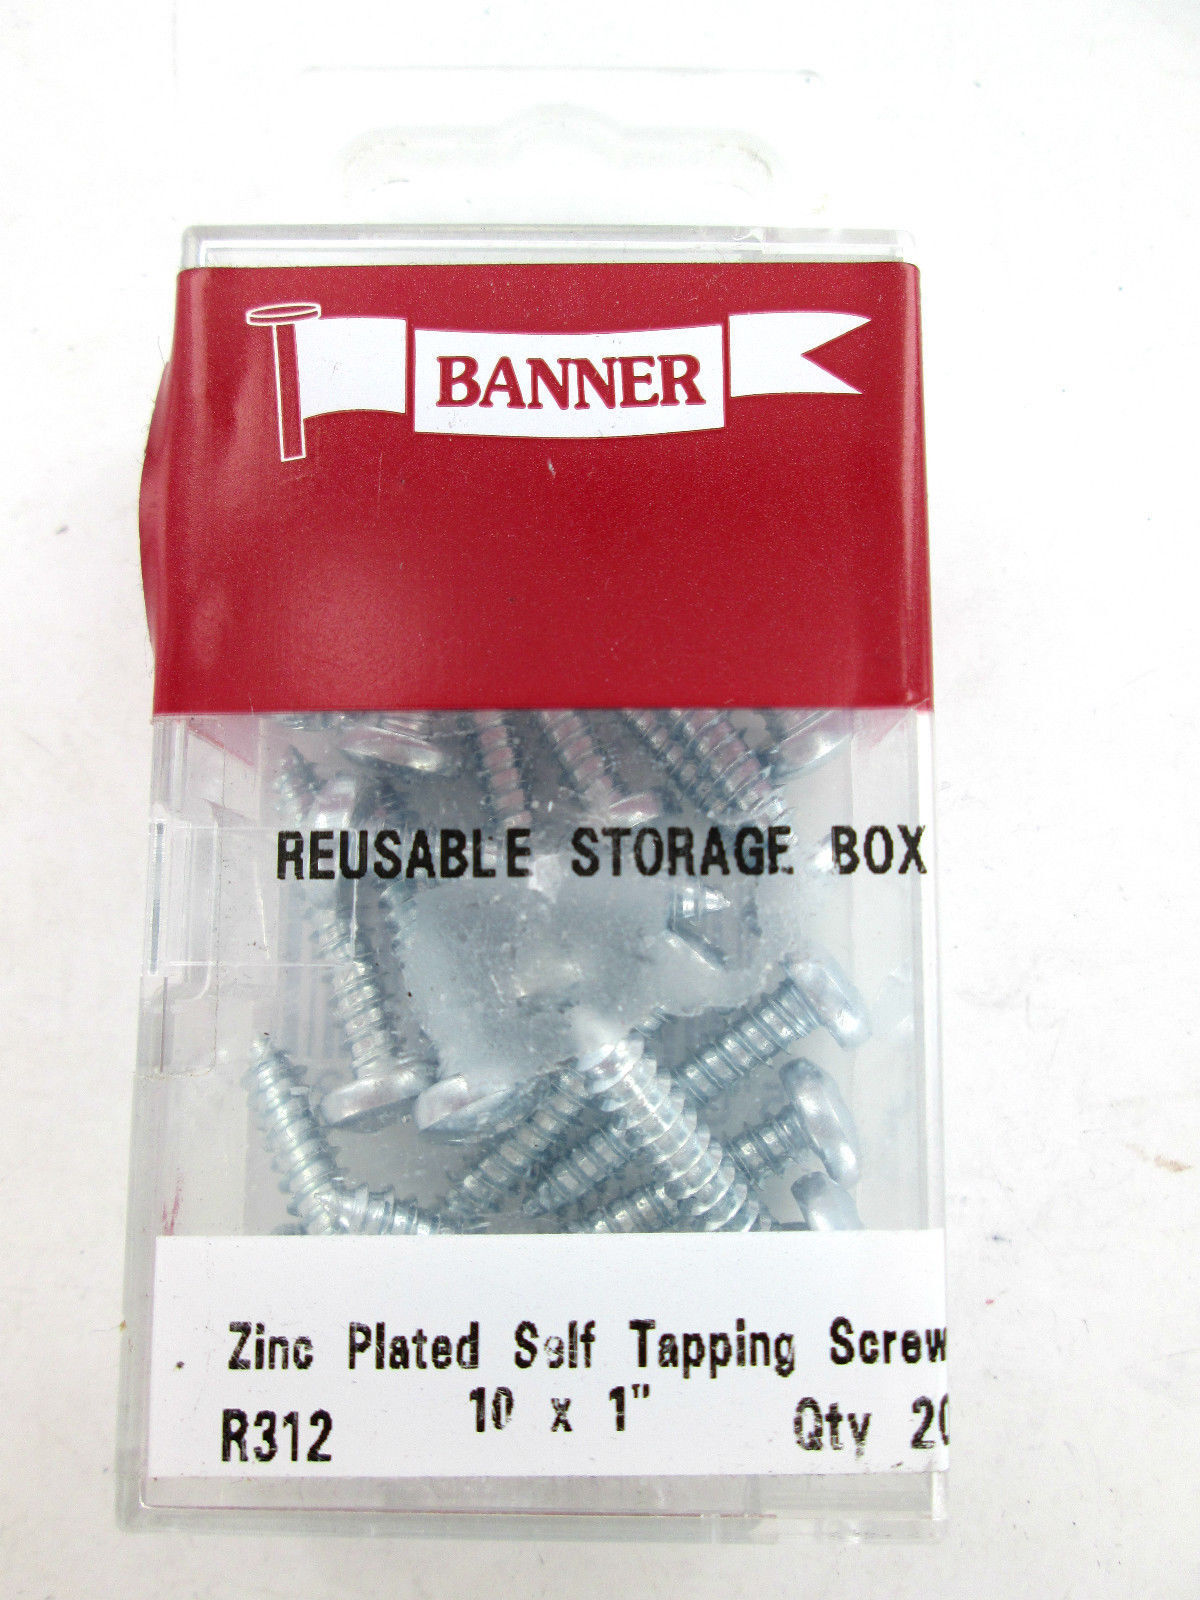 BANNER
REUSABLE STORAGE BOX
Zinc Plated Self Tapping Screw
10 x 1"
R312 Qty 20